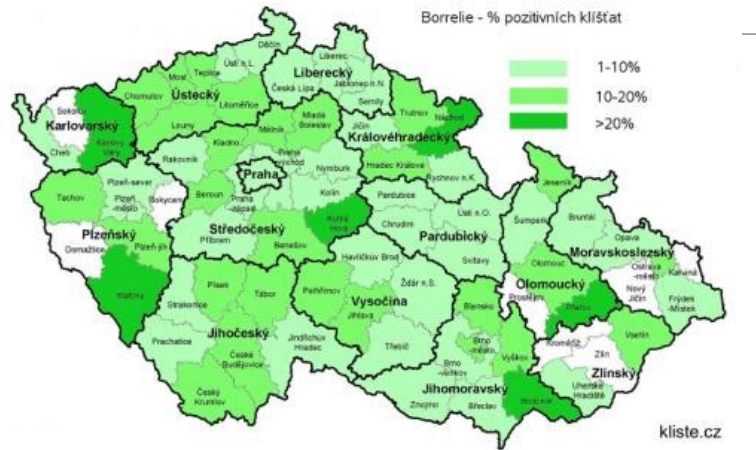 Borrelie - % pozitivních klíšťat
1-10%
10-20%
>20%
Děčín
Liberec
Ústí n.L.
Liberecký
Teplice
Most
Jablonec n.N.
Česká Lípa
Chomutov
Ústecký
Litoměřice
Semily
Sokolov
Karlovarský
Karlovy Vary
Cheb
Louny
Mělník
Mladá Boleslav
Jičín
Trutnov
Náchod
Královéhradecký
Kladno
Rakovník
Praha východ
Nymburk
Hradec Králové
Rychnov n.K.
Praha
Plzeň-sever
Tachov
Plzeň -město
Rokycany
Beroun
Praha -západ
Kolín
Pardubice
Ústí n.O.
Jeseník
Plzeňský
Středočeský
Kutná Hora
Chrudim
Pardubický
Šumperk
Bruntál
Domažlice
Plzeň-jih
Příbram
Benešov
Svitavy
Opava
Moravskoslezský
Havlíčkův Brod
Olomouc
Ostrava -město
Karviná
Klatovy
Písek
Tábor
Pelhřimov
Vysočina
Žďár n.S.
Olomoucký
Nový Jičín
Frýdek -Místek
Strakonice
Jihlava
Blansko
Prostějov
Přerov
Prachatice
Jihočeský
Jindřichův Hradec
Třebíč
Brno -město
Vyškov
Kroměříž
Vsetín
České Budějovice
Brno -venkov
Zlín
Zlínský
Český Krumlov
Jihomoravský
Hodonín
Uherské Hradiště
Znojmo
Břeclav
kliste.cz